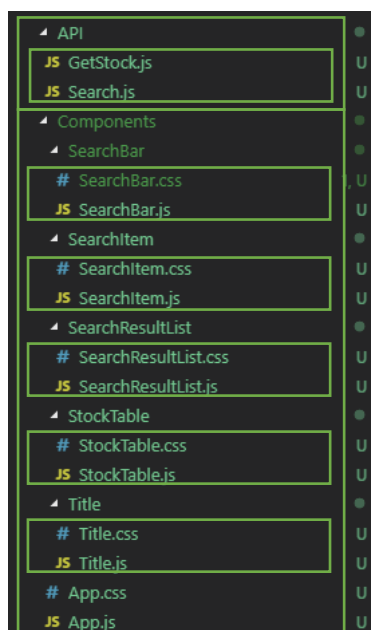 API
JS GetStock.js U
JS Search.js U
Components
SearchBar
# SearchBar.css 1, U
JS SearchBar.js U
SearchItem
# SearchItem.css U
JS SearchItem.js U
SearchResultList
# SearchResultList.css U
JS SearchResultList.js U
StockTable
# StockTable.css U
JS StockTable.js U
Title
# Title.css U
JS Title.js U
# App.css U
JS App.js U